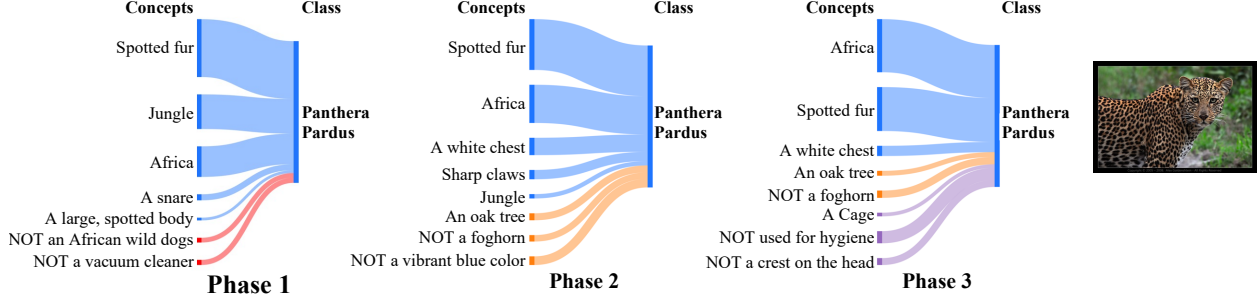 Concepts Class
Spotted fur
Jungle
Africa
A snare
A large, spotted body
NOT an African wild dogs
NOT a vacuum cleaner
Panthera
Pardus
Phase 1
Concepts Class
Spotted fur
Africa
A white chest
Sharp claws
Jungle
An oak tree
NOT a foghorn
NOT a vibrant blue color
Panthera
Pardus
Phase 2
Concepts Class
Africa
Spotted fur
A white chest
An oak tree
NOT a foghorn
A Cage
NOT used for hygiene
NOT a crest on the head
Panthera
Pardus
Phase 3